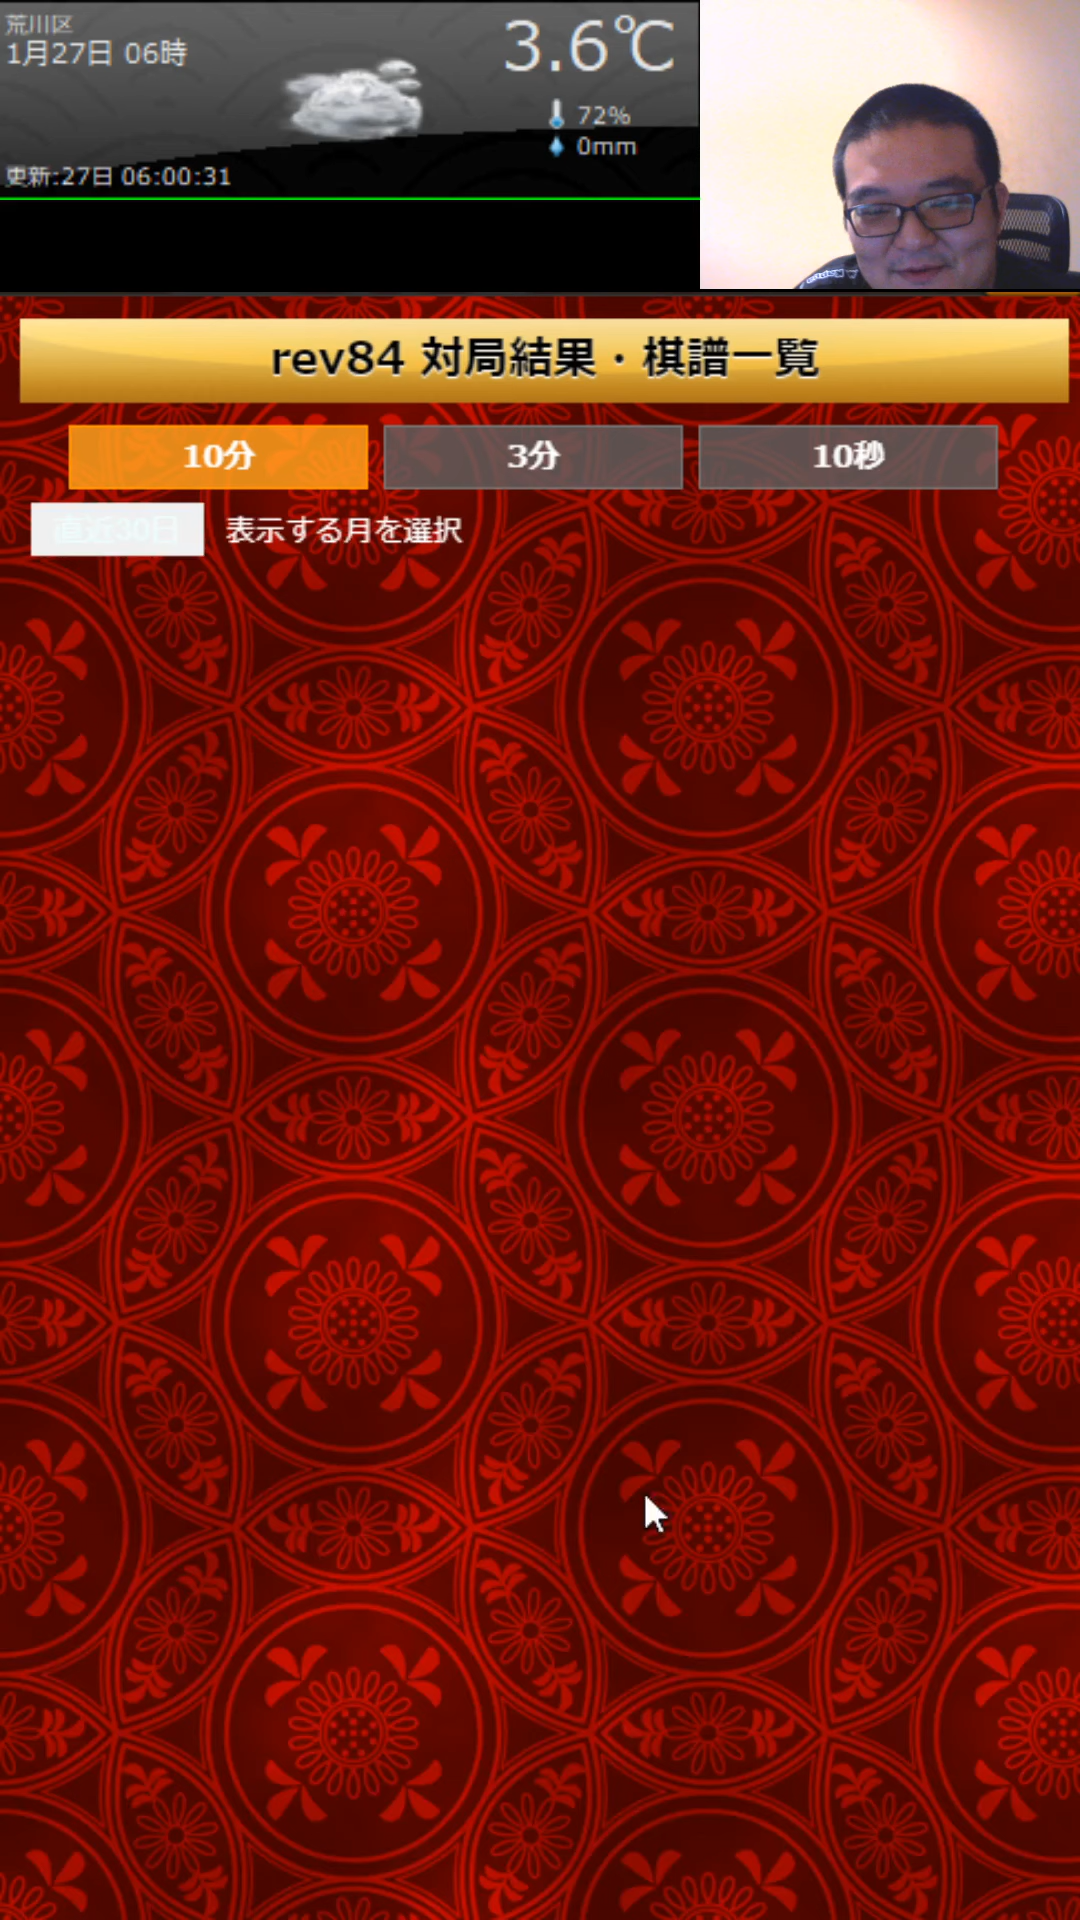 荒川区
1月27日 06時
3.6℃
72%
0mm
更新:27日 06:00:31
rev84 対局結果・棋譜一覧
10分
3分
10秒
直近30日
表示する月を選択